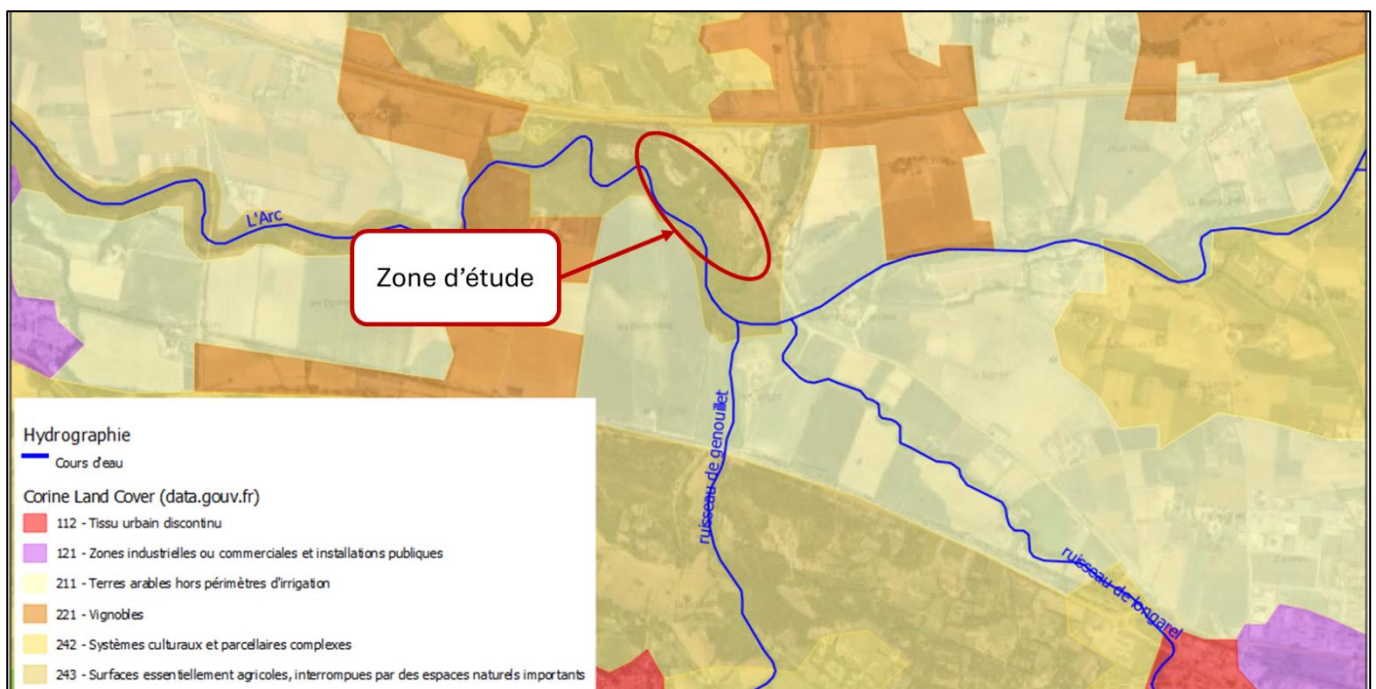 L'Arc
Zone d'étude
ruisseau de genouillet
ruisseau de longarel
Hydrographie
Cours d'eau
Corine Land Cover (data.gouv.fr)
112 - Tissu urbain discontinu
121 - Zones industrielles ou commerciales et installations publiques
211 - Terres arables hors périmètres d'irrigation
221 - Vignobles
242 - Systèmes culturaux et parcellaires complexes
243 - Surfaces essentiellement agricoles, interrompues par des espaces naturels importants